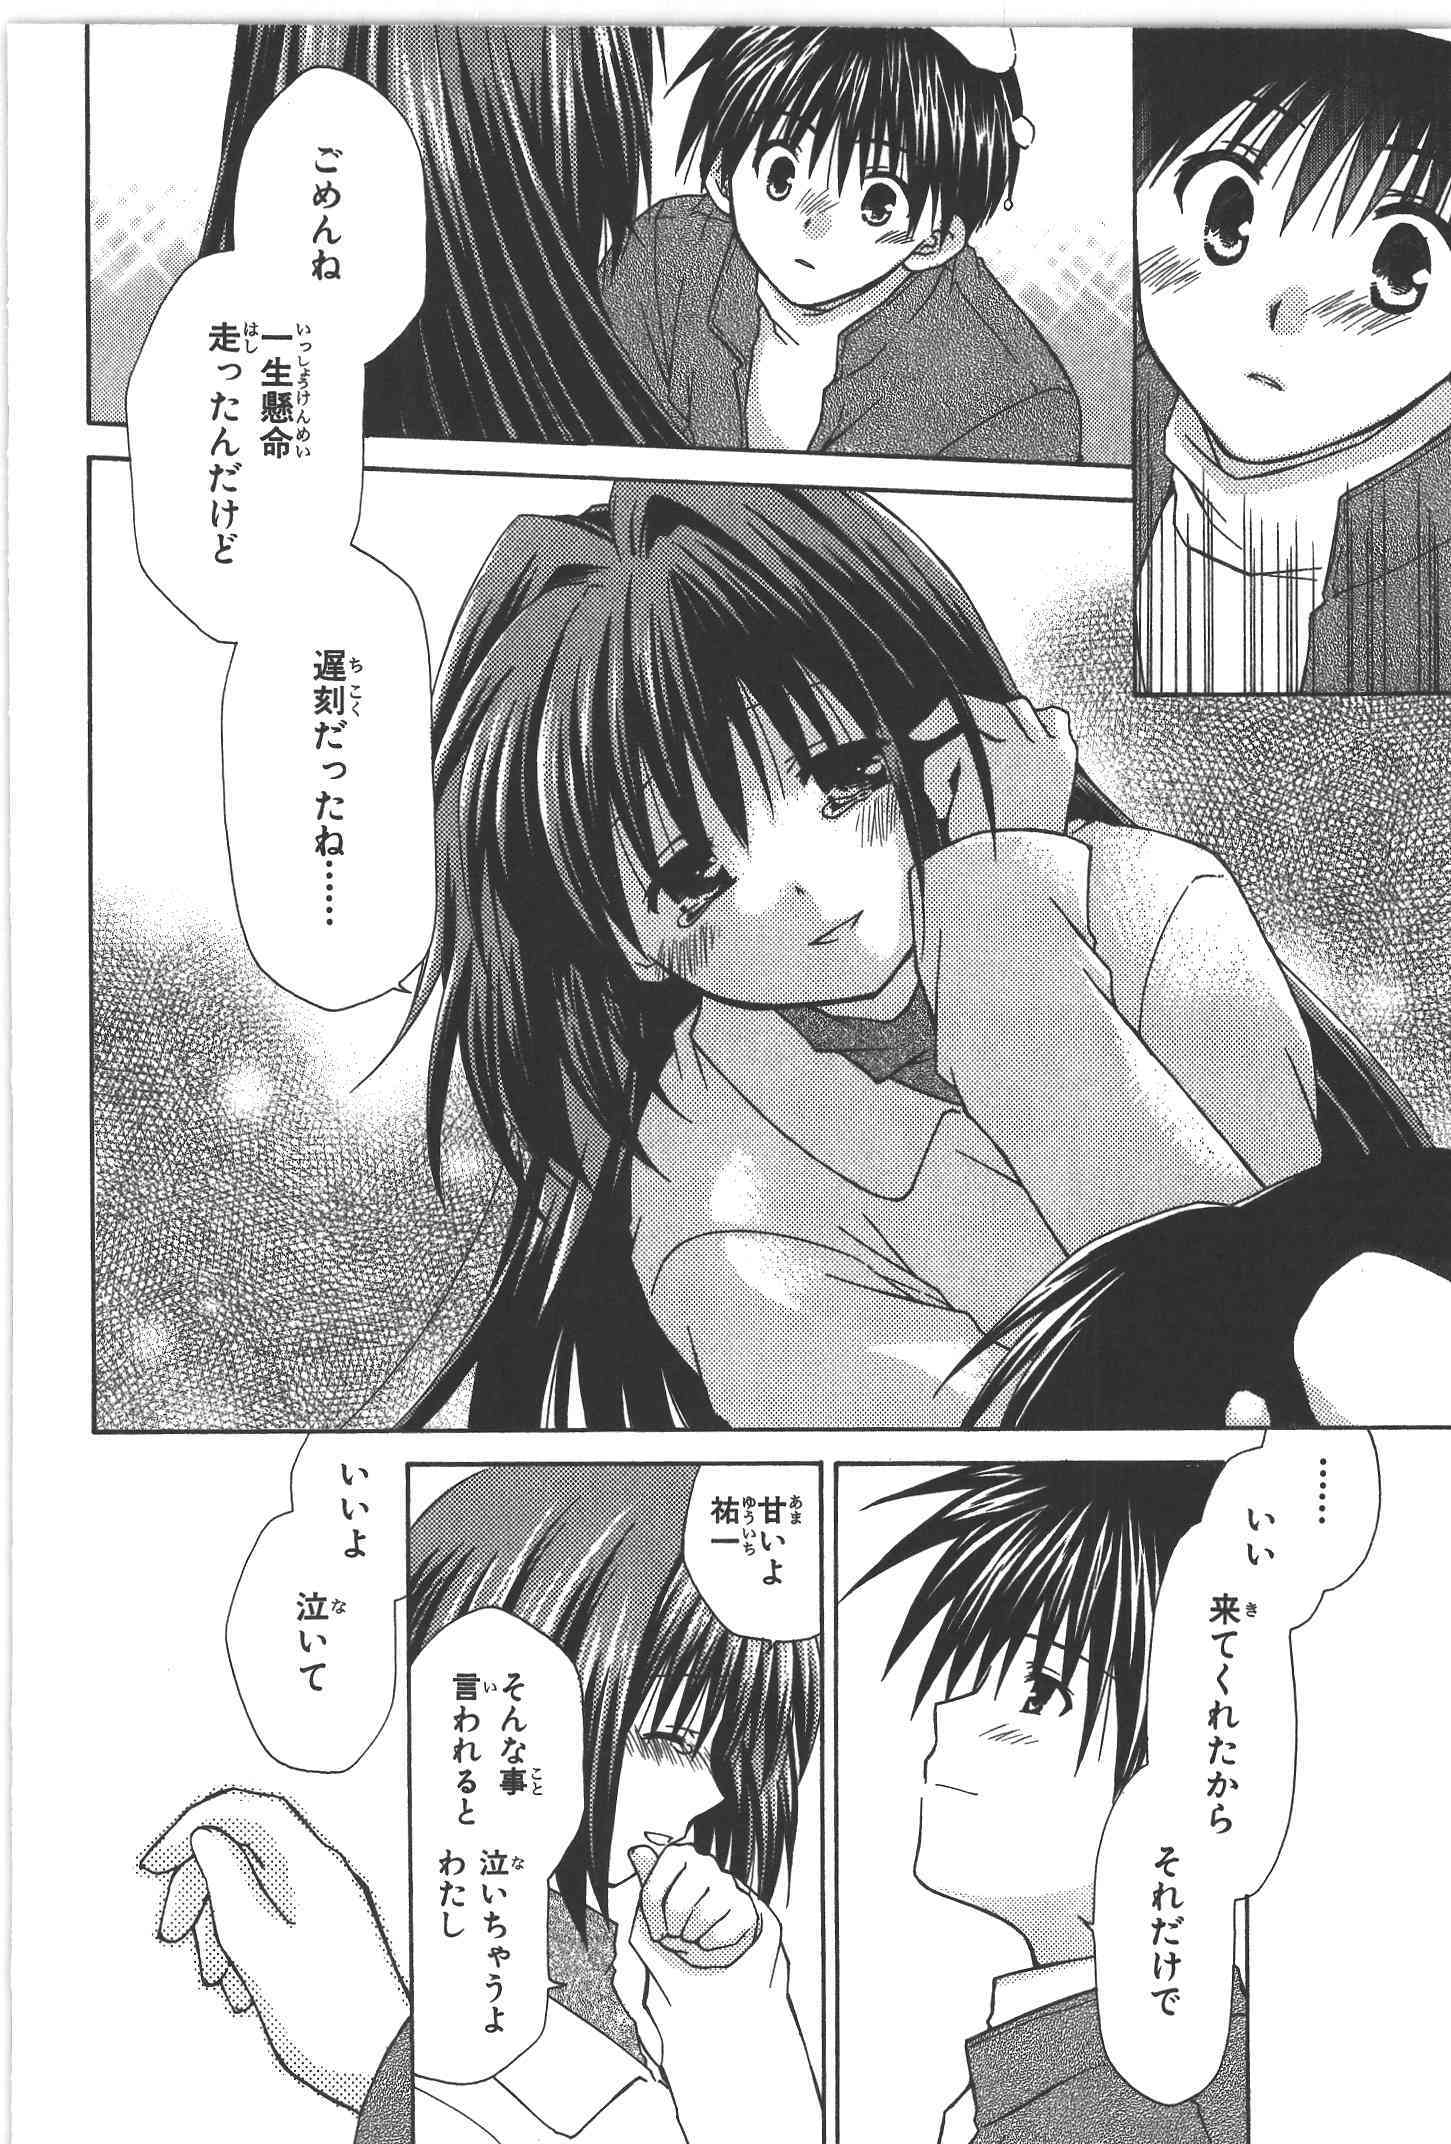 ごめんね
一生懸命
走ったんだけど
遅刻だったね……
……
いい
来てくれたから
それだけで
甘いよ
祐一
そんな事
言われると
泣いちゃうよ
わたし
いいよ
泣いて